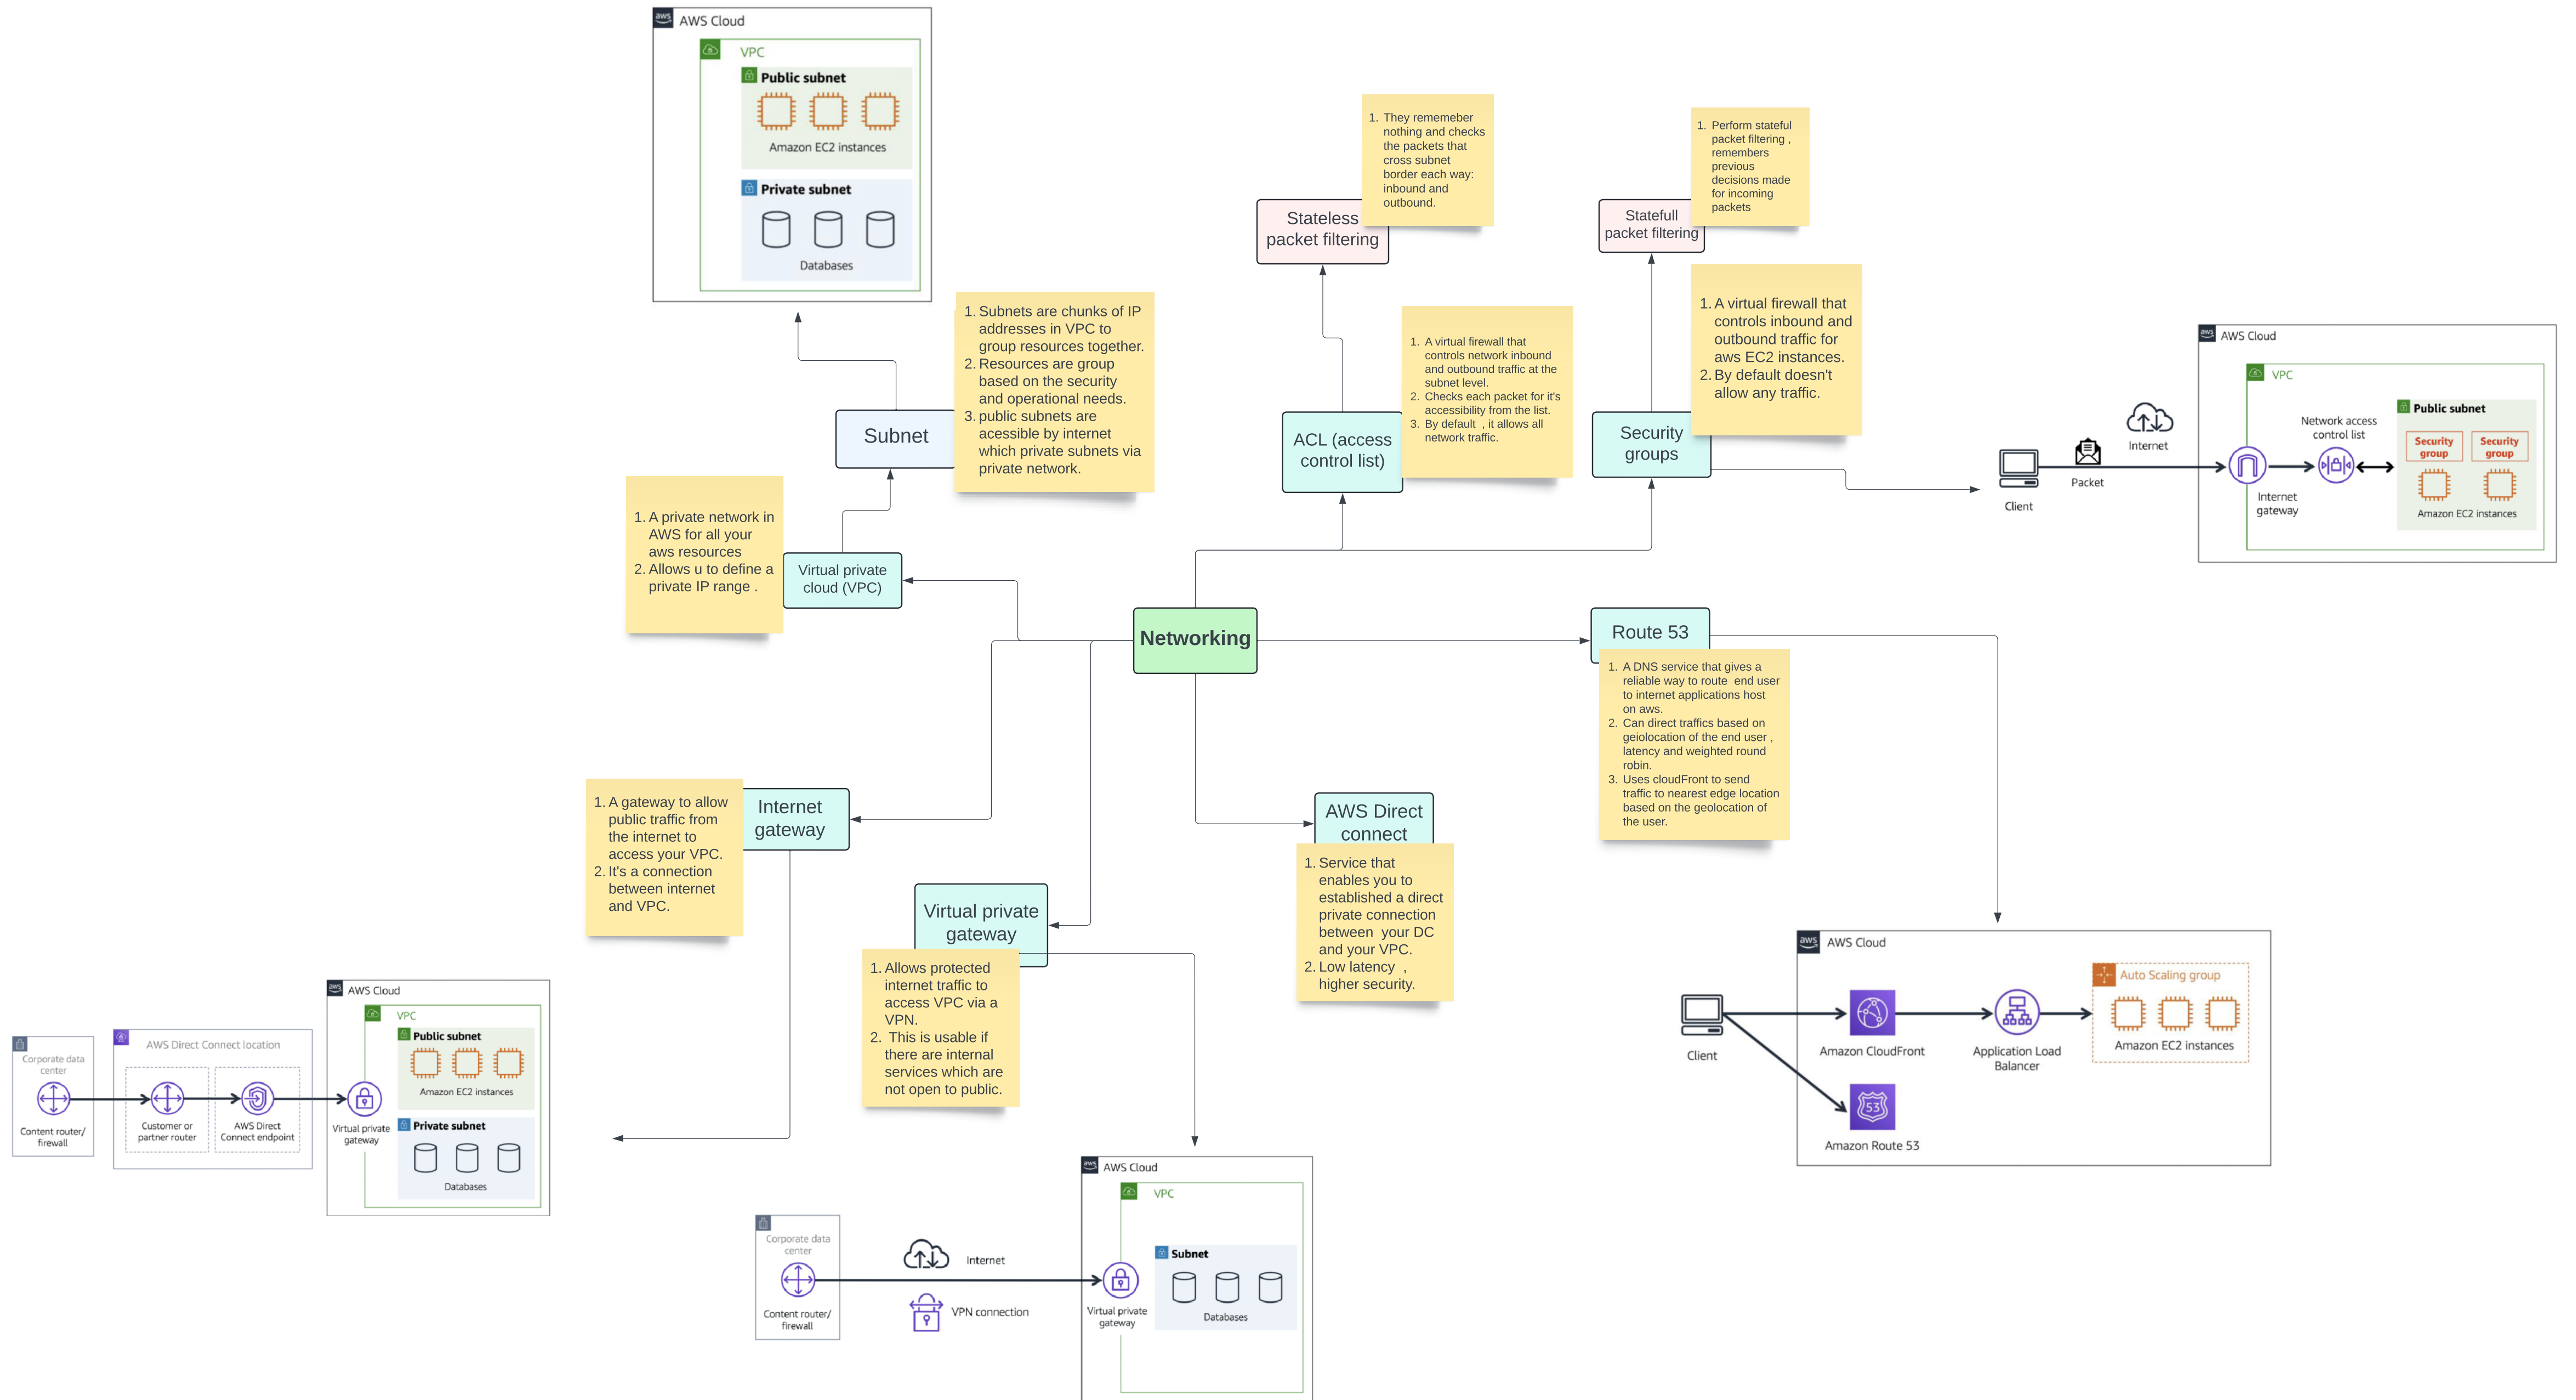 aws
AWS Cloud
VPC
Public subnet
Amazon EC2 instances
Private subnet
Databases
1. They rememeber
nothing and checks
the packets that
cross subnet
border each way:
inbound and
outbound.
Stateless
packet filtering
1. Perform stateful
packet filtering ,
remembers
previous
decisions made
for incoming
packets
Statefull
packet filtering
1. Subnets are chunks of IP
addresses in VPC to
group resources together.
2. Resources are group
based on the security
and operational needs.
3. public subnets are
acessible by internet
which private subnets via
private network.
Subnet
1. A virtual firewall that
controls network inbound
and outbound traffic at the
subnet level.
2. Checks each packet for it's
accessibility from the list.
3. By default , it allows all
network traffic.
ACL (access
control list)
1. A virtual firewall that
controls inbound and
outbound traffic for
aws EC2 instances.
2. By default doesn't
allow any traffic.
Security
groups
aws
AWS Cloud
VPC
Public subnet
Network access
control list
Security
group
Security
group
Internet
Packet
Client
Internet
gateway
Amazon EC2 instances
1. A private network in
AWS for all your
aws resources
2. Allows u to define a
private IP range .
Virtual private
cloud (VPC)
Networking
Route 53
1. A DNS service that gives a
reliable way to route end user
to internet applications host
on aws.
2. Can direct traffics based on
geiolocation of the end user ,
latency and weighted round
robin.
3. Uses cloudFront to send
traffic to nearest edge location
based on the geolocation of
the user.
1. A gateway to allow
public traffic from
the internet to
access your VPC.
2. It's a connection
between internet
and VPC.
Internet
gateway
AWS Direct
connect
1. Service that
enables you to
established a direct
private connection
between your DC
and your VPC.
2. Low latency ,
higher security.
Virtual private
gateway
1. Allows protected
internet traffic to
access VPC via a
VPN.
2. This is usable if
there are internal
services which are
not open to public.
aws
AWS Cloud
Auto Scaling group
Client
Amazon CloudFront
Application Load
Balancer
Amazon EC2 instances
53
Amazon Route 53
aws
AWS Cloud
VPC
Public subnet
Amazon EC2 instances
Private subnet
Databases
Corporate data
center
Content router/
firewall
AWS Direct Connect location
Customer or
partner router
AWS Direct
Connect endpoint
Virtual private
gateway
aws
AWS Cloud
VPC
Subnet
Databases
Corporate data
center
Content router/
firewall
Internet
VPN connection
Virtual private
gateway